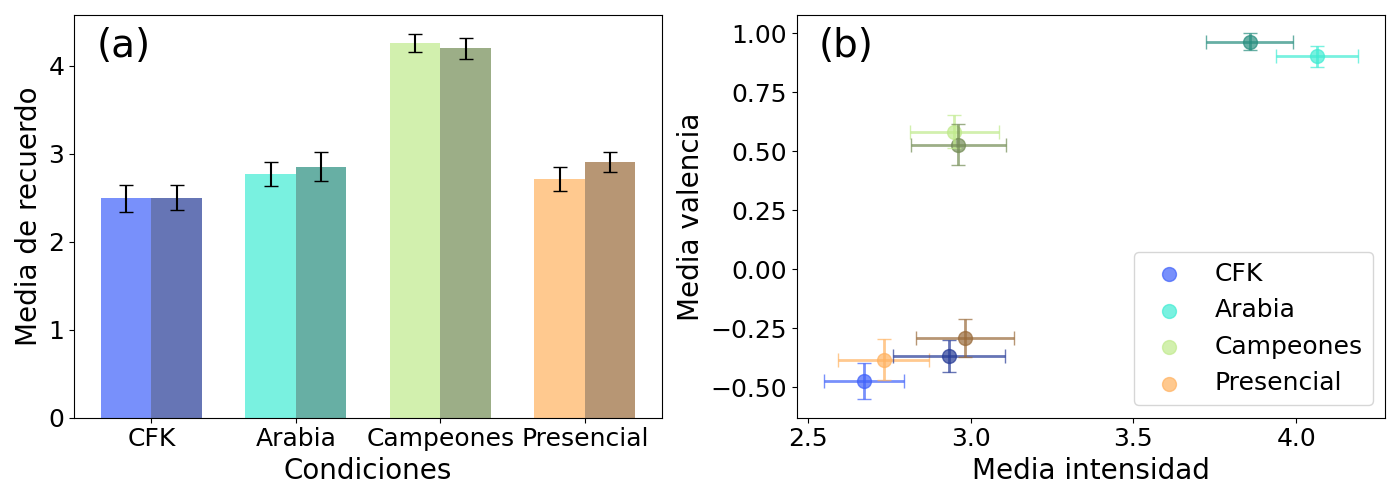 (a)
Media de recuerdo
4
3
2
1
0
CFK Arabia Campeones Presencial
Condiciones
(b)
Media valencia
1.00
0.75
0.50
0.25
0.00
−0.25
−0.50
CFK
Arabia
Campeones
Presencial
2.5 3.0 3.5 4.0
Media intensidad